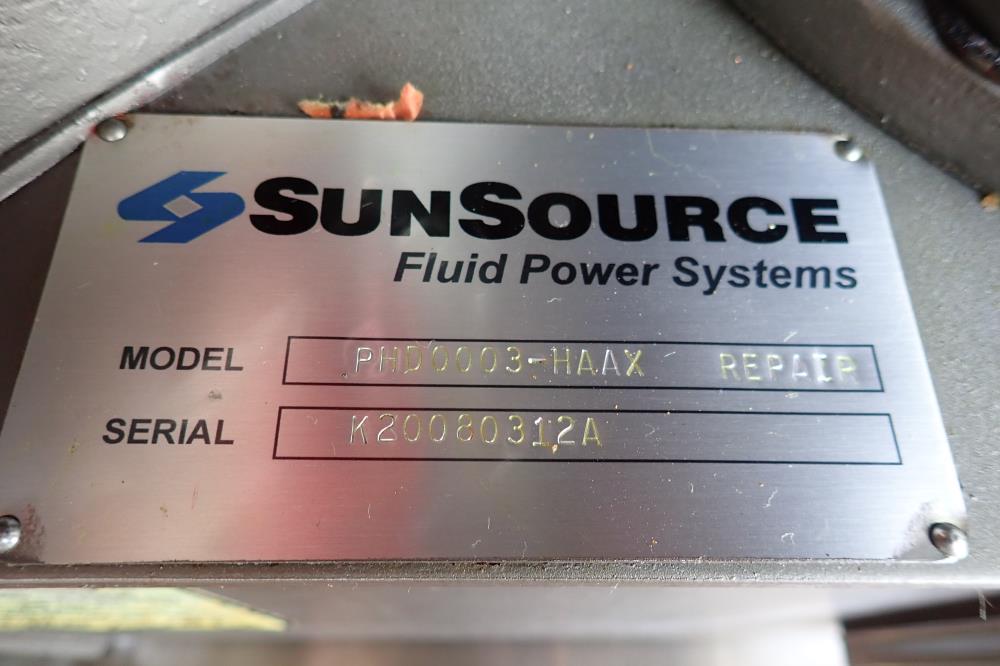 SUNSOURCE
Fluid Power Systems
MODEL PHD0003-HAAX REPAIR
SERIAL K20080312A